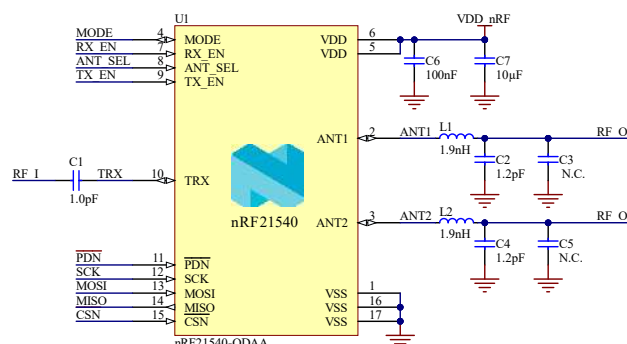 U1
MODE 4 MODE VDD 6 VDD_nRF
RX_EN 7 RX_EN VDD 5
ANT_SEL 8 ANT_SEL
TX_EN 9 TX_EN
C6
100nF
C7
10µF
ANT1 2 ANT1 L1 RF_O
1.9nH
C2
1.2pF
C3
N.C.
RF_I C1 TRX 10 TRX
1.0pF
nRF21540
ANT2 3 ANT2 L2 RF_O
1.9nH
C4
1.2pF
C5
N.C.
PDN 11 PDN
SCK 12 SCK
MOSI 13 MOSI VSS 1
MISO 14 MISO VSS 16
CSN 15 CSN VSS 17
nRF21540-QDAA